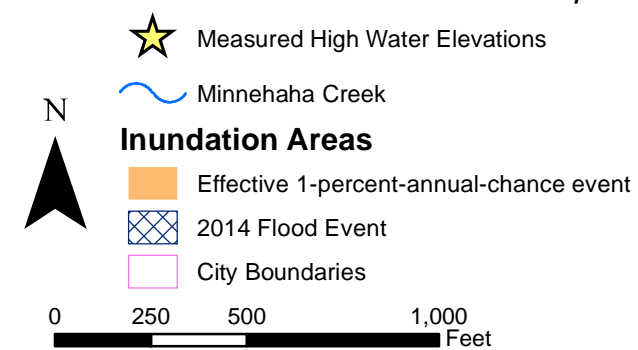 Measured High Water Elevations
Minnehaha Creek
N
Inundation Areas
Effective 1-percent-annual-chance event
2014 Flood Event
City Boundaries
0 250 500 1,000
Feet